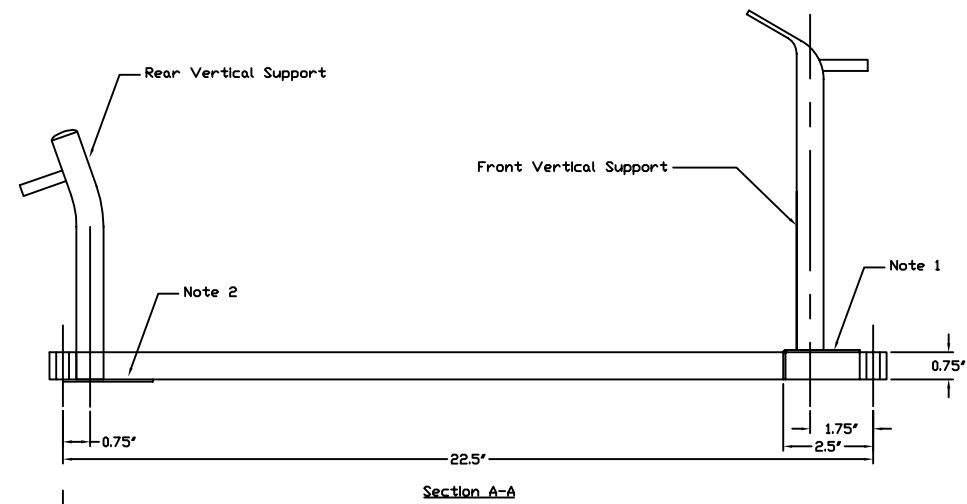 Rear Vertical Support
Front Vertical Support
Note 1
Note 2
0.75"
0.75"
1.75"
2.5"
22.5"
Section A-A